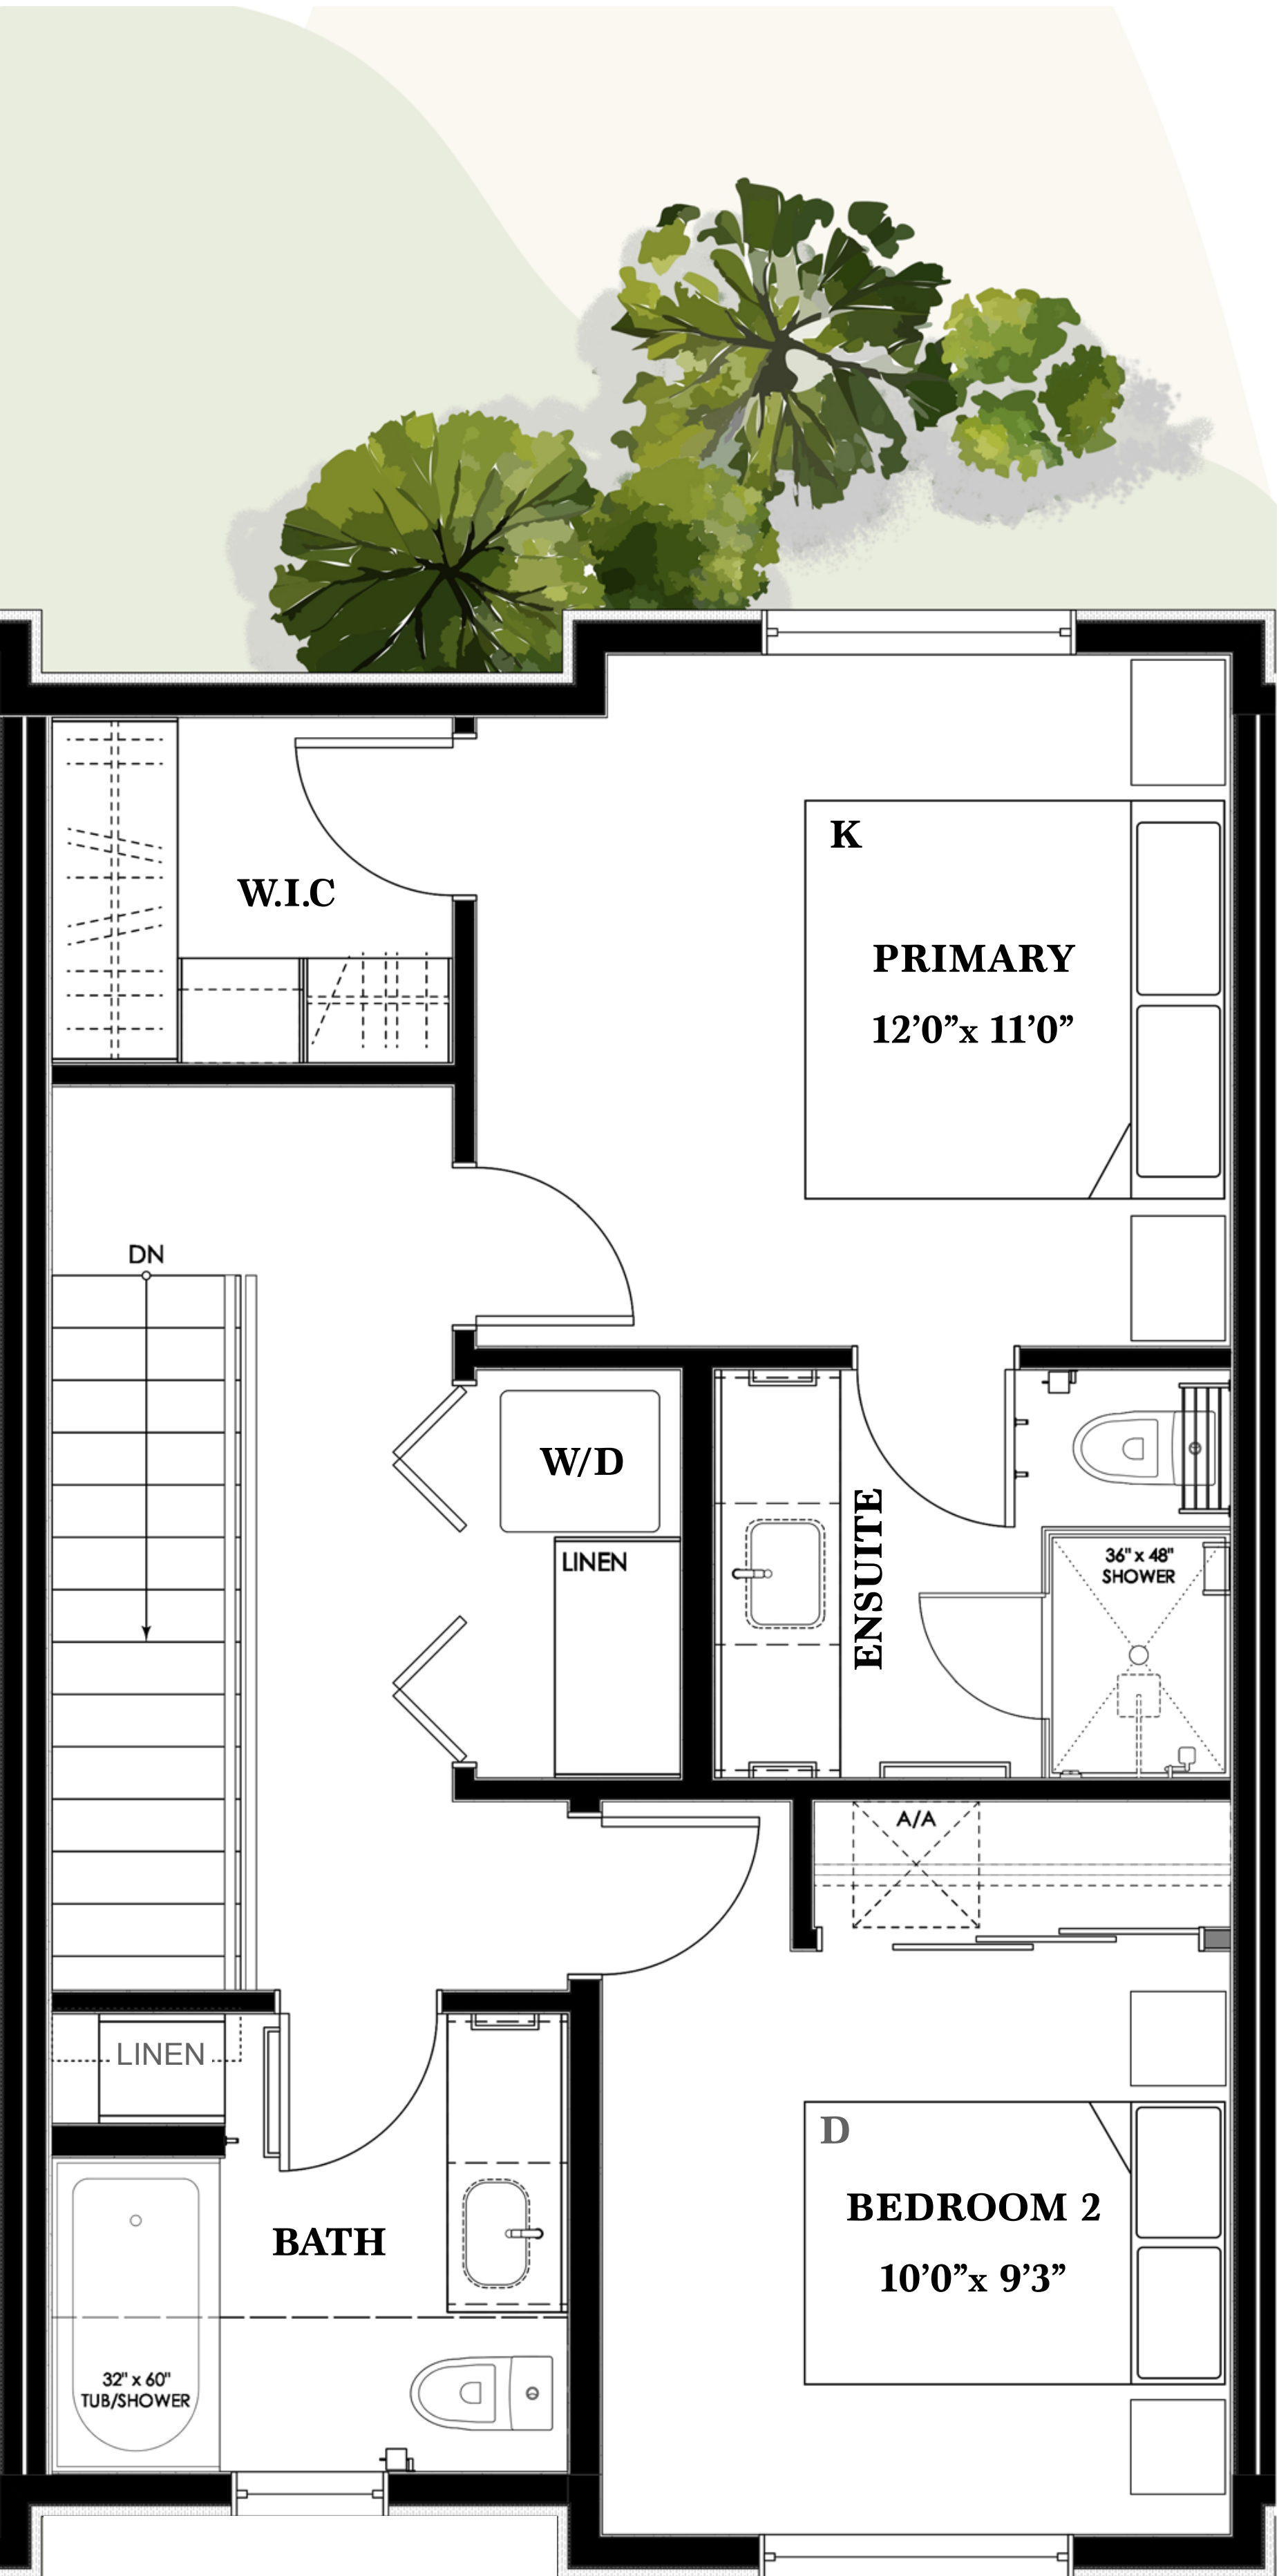 K
W.I.C
PRIMARY
12’0”x 11’0”
DN
W/D
ENSUITE
LINEN
36" x 48"
SHOWER
A/A
LINEN
D
BEDROOM 2
10’0”x 9’3”
BATH
32" x 60"
TUB/SHOWER